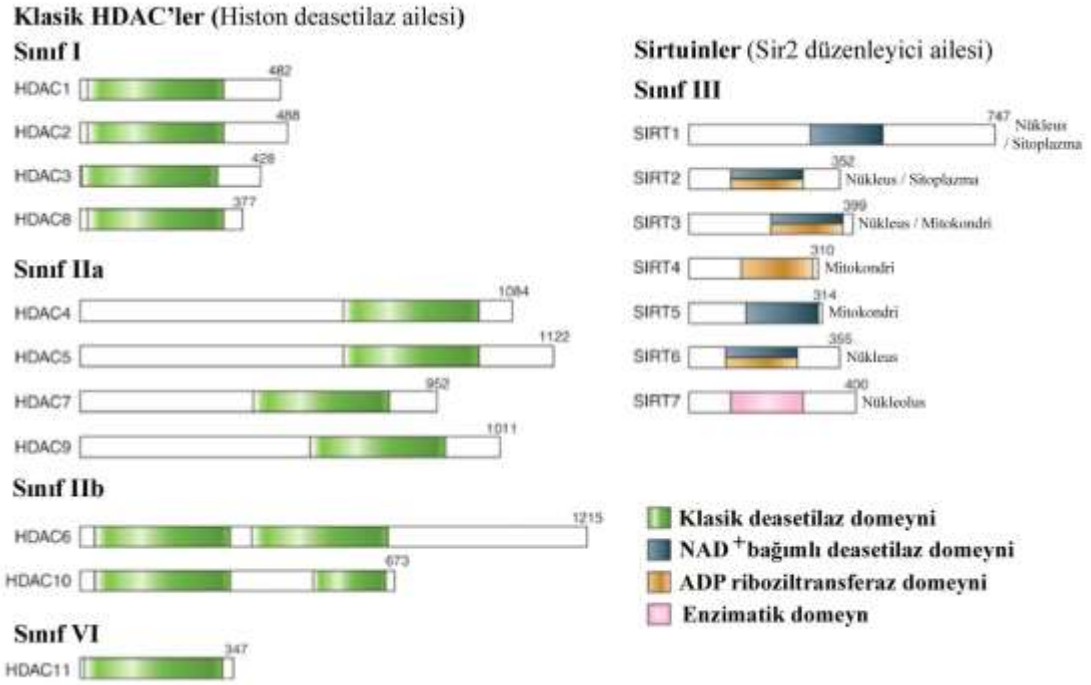 Klasik HDAC'ler (Histon deasetilaz ailesi)
Sınıf I
HDAC1
482
HDAC2
488
HDAC3
428
HDAC8
377
Sınıf IIa
HDAC4
1084
HDAC5
1122
HDAC7
952
HDAC9
1011
Sınıf IIb
HDAC6
1215
HDAC10
673
Sınıf VI
HDAC11
347
Sirtuinler (Sir2 düzenleyici ailesi)
Sınıf III
SIRT1
747
Nükleus
/ Sitoplazma
SIRT2
352
Nükleus / Sitoplazma
SIRT3
399
Nükleus / Mitokondri
SIRT4
310
Mitokondri
SIRT5
314
Mitokondri
SIRT6
355
Nükleus
SIRT7
400
Nükleolus
Klasik deasetilaz domeyni
NAD⁺bağımlı deasetilaz domeyni
ADP riboziltransferaz domeyni
Enzimatik domeyn